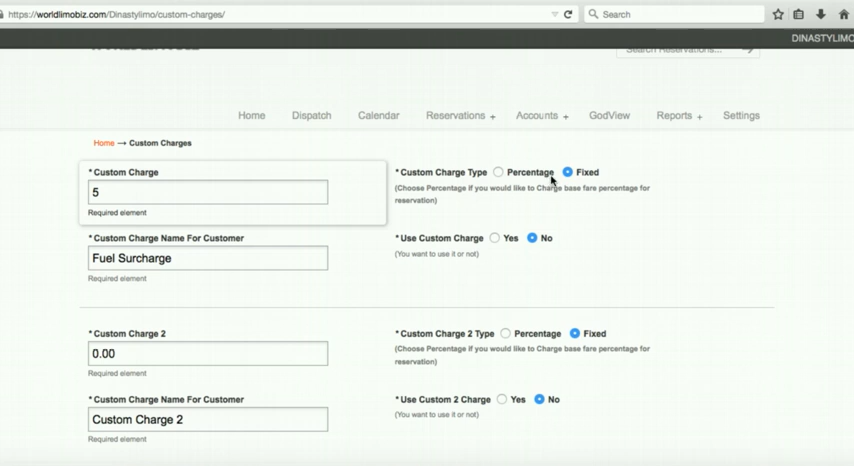 https://worldlimobiz.com/Dinastylimo/custom-charges/
Search
DINASTYLIMO
Search Reservations...
Home Dispatch Calendar Reservations + Accounts + GodView Reports + Settings
Home → Custom Charges
* Custom Charge
* Custom Charge Type Percentage Fixed
5
(Choose Percentage if you would like to Charge base fare percentage for
reservation)
Required element
* Custom Charge Name For Customer
* Use Custom Charge Yes No
Fuel Surcharge
(You want to use it or not)
Required element
* Custom Charge 2
* Custom Charge 2 Type Percentage Fixed
0.00
(Choose Percentage if you would like to Charge base fare percentage for
reservation)
Required element
* Custom Charge Name For Customer
* Use Custom 2 Charge Yes No
Custom Charge 2
(You want to use it or not)
Required element